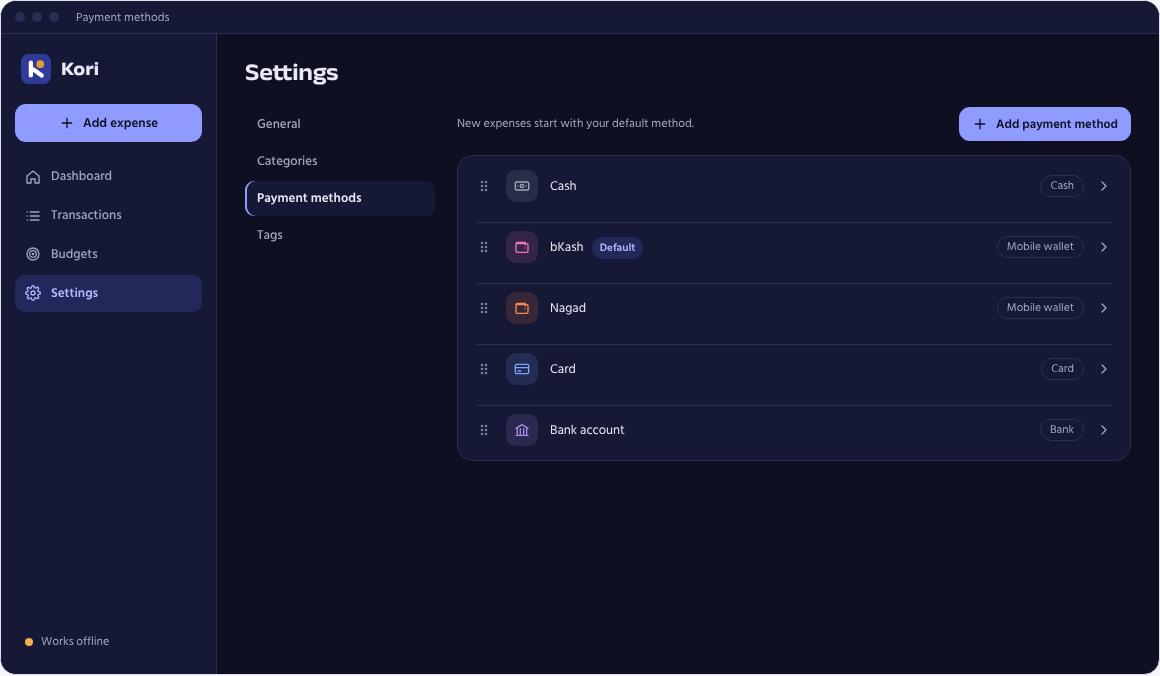 Payment methods
Kori
Add expense
Dashboard
Transactions
Budgets
Settings
Works offline
Settings
General
Categories
Payment methods
Tags
New expenses start with your default method.
Add payment method
Cash
Cash
bKash
Default
Mobile wallet
Nagad
Mobile wallet
Card
Card
Bank account
Bank